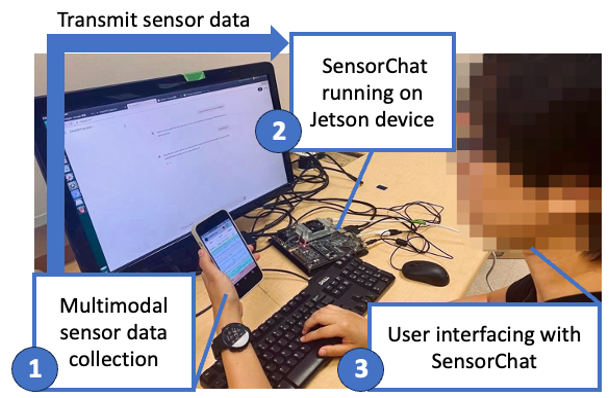 Transmit sensor data
SensorChat
running on
Jetson device
2
Multimodal
sensor data
collection
1
User interfacing with
SensorChat
3
DELL